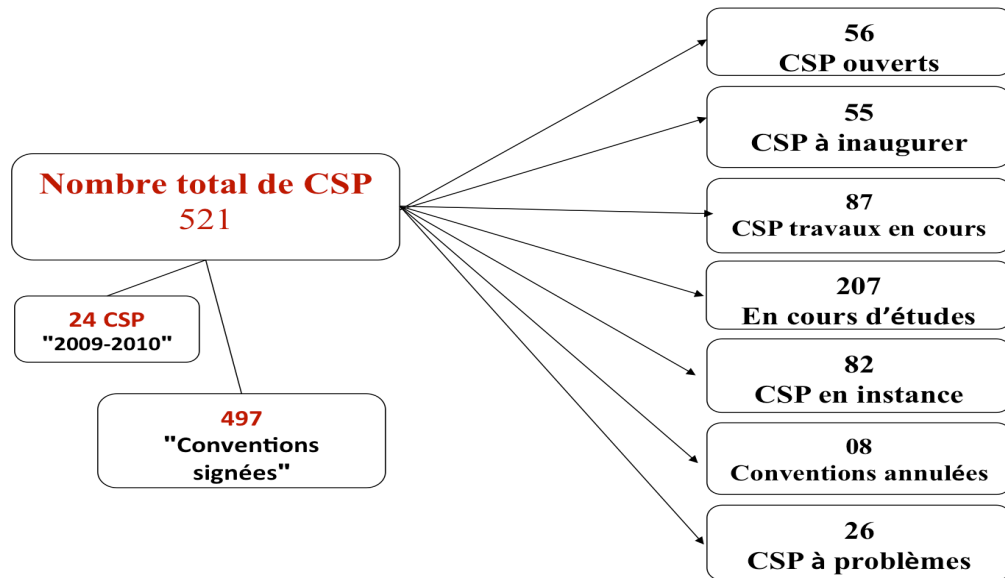 Nombre total de CSP
521
24 CSP
"2009-2010"
497
"Conventions
signées"
56
CSP ouverts
55
CSP à inaugurer
87
CSP travaux en cours
207
En cours d'études
82
CSP en instance
08
Conventions annulées
26
CSP à problèmes